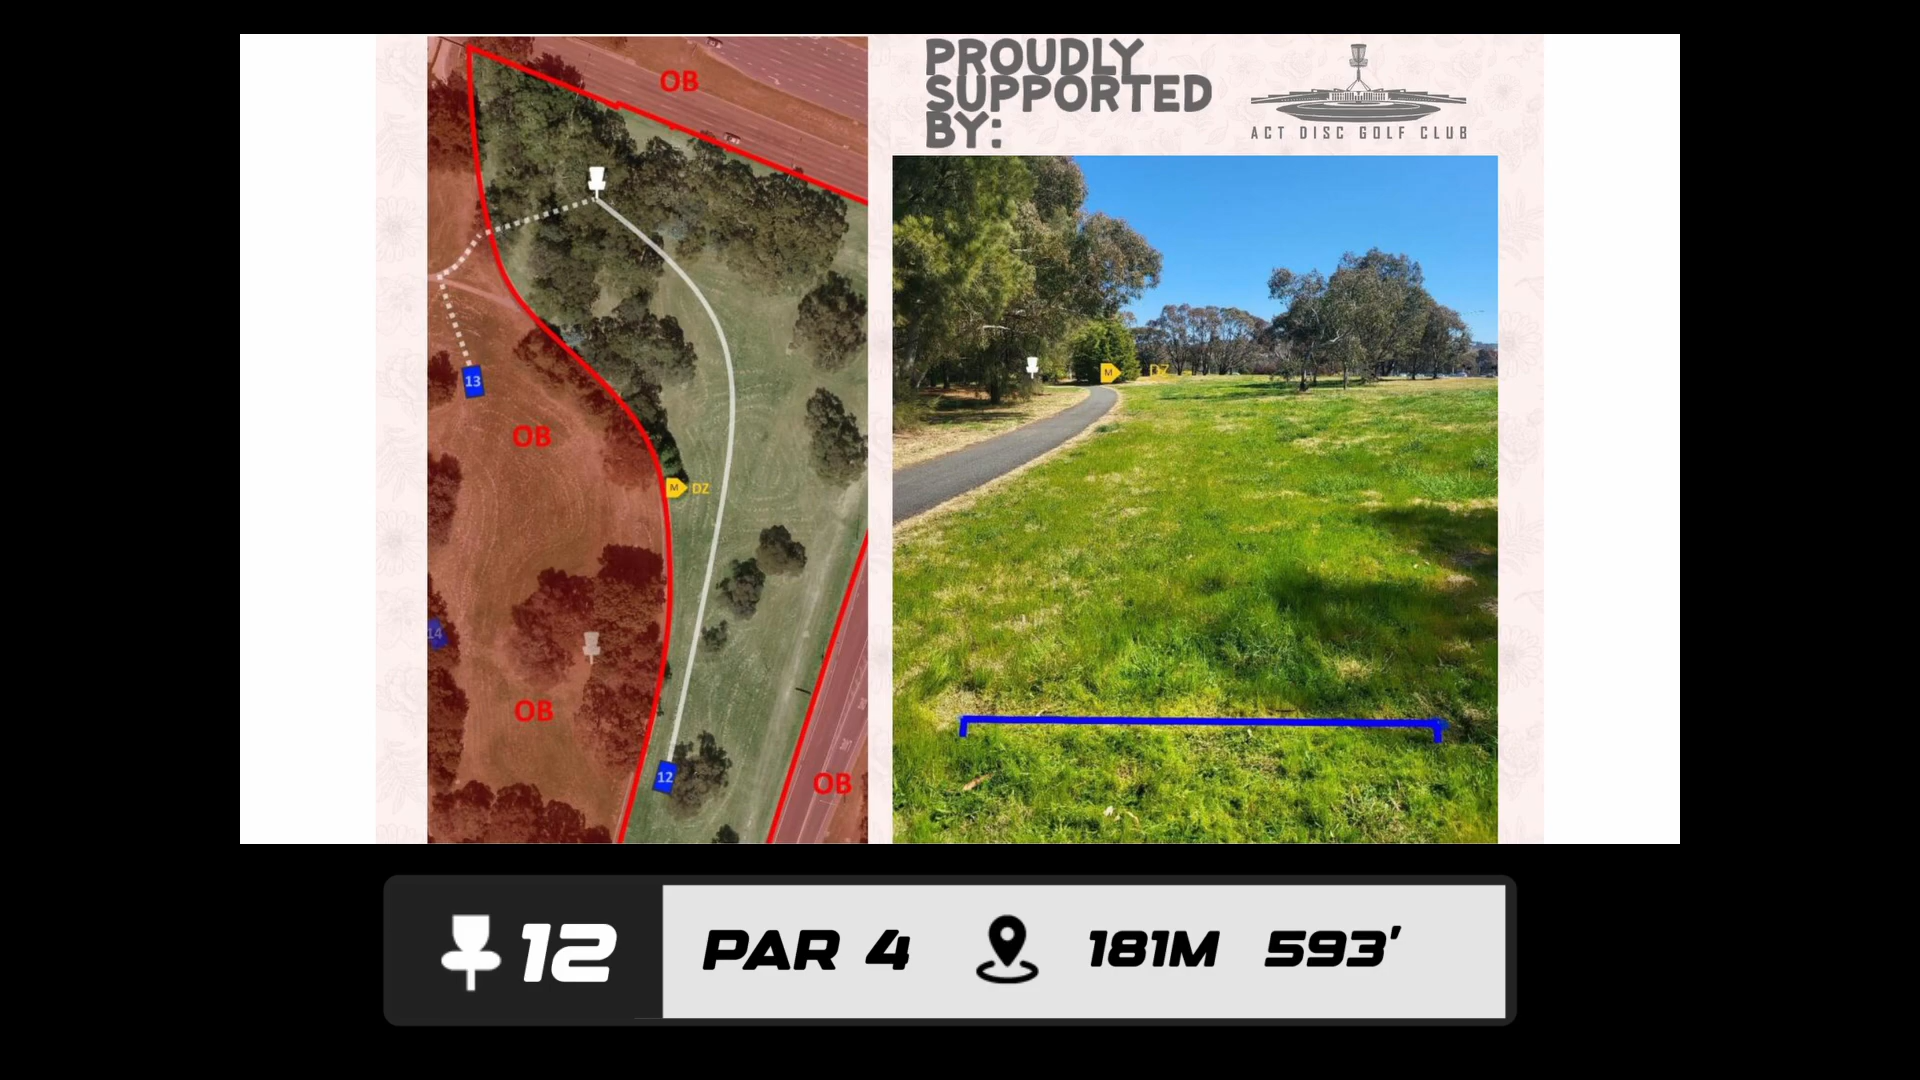 OB
PROUDLY
SUPPORTED
BY:
ACT DISC GOLF CLUB
13
OB
M DZ
M DZ
14
OB
12
OB
12
PAR 4
181M 593'